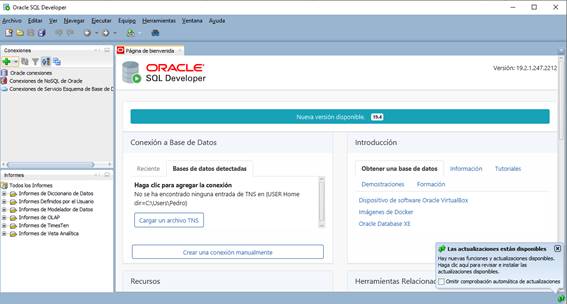 Oracle SQL Developer
Archivo Editar Ver Navegar Ejecutar Equipo Herramientas Ventana Ayuda
Conexiones
Oracle conexiones
Conexiones de NoSQL de Oracle
Conexiones de Servicio Esquema de Base de D
Informes
Todos los Informes
Informes de Diccionario de Datos
Informes Definidos por el Usuario
Informes de Modelador de Datos
Informes de OLAP
Informes de TimesTen
Informes de Vista Analítica
Página de bienvenida
ORACLE
SQL Developer
Versión: 19.2.1.247.2212
Nueva versión disponible. 19.4
Conexión a Base de Datos
Reciente Bases de datos detectadas
Haga clic para agregar la conexión
No se ha encontrado ninguna entrada de TNS en (USER Home
dir=C:\Users\Pedro)
Cargar un archivo TNS
Crear una conexión manualmente
Recursos
Introducción
Obtener una base de datos Información Tutoriales
Demostraciones Formación
Dispositivo de software Oracle VirtualBox
Imágenes de Docker
Oracle Database XE
Herramientas Relacionad
Las actualizaciones están disponibles
Hay nuevas funciones y actualizaciones disponibles.
Haga clic aquí para revisar e instalar las
actualizaciones disponibles.
Omitir comprobación automática de actualizaciones